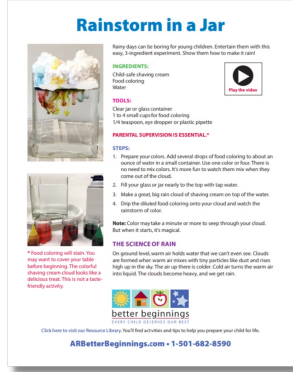 Rainstorm in a Jar
Rainy days can be boring for young children. Entertain them with this
easy, 3-ingredient experiment. Show them how to make it rain!
INGREDIENTS:
Child-safe shaving cream
Food coloring
Water
Play the video
TOOLS:
Clear jar or glass container
1 to 4 small cups for food coloring
1/4 teaspoon, eye dropper or plastic pipette
PARENTAL SUPERVISION IS ESSENTIAL.*
STEPS:
1. Prepare your colors. Add several drops of food coloring to about an
ounce of water in a small container. Use one color or four. There is
no need to mix colors. It's more fun to watch them mix when they
come out of the cloud.
2. Fill your glass or jar nearly to the top with tap water.
3. Make a great, big rain cloud of shaving cream on top of the water.
4. Drip the diluted food coloring onto your cloud and watch the
rainstorm of color.
Note: Color may take a minute or more to seep through your cloud.
But when it starts, it's magical.
* Food coloring will stain. You
may want to cover your table
before beginning. The colorful
shaving cream cloud looks like a
delicious treat. This is not a taste-
friendly activity.
THE SCIENCE OF RAIN
On ground level, warm air holds water that we can't even see. Clouds
are formed when warm air mixes with tiny particles like dust and rises
high up in the sky. The air up there is colder. Cold air turns the warm air
into liquid. The clouds become heavy, and we get rain.
better beginnings
EVERY CHILD DESERVES OUR BEST
Click here to visit our Resource Library. You'll find activities and tips to help you prepare your child for life.
ARBetterBeginnings.com • 1-501-682-8590